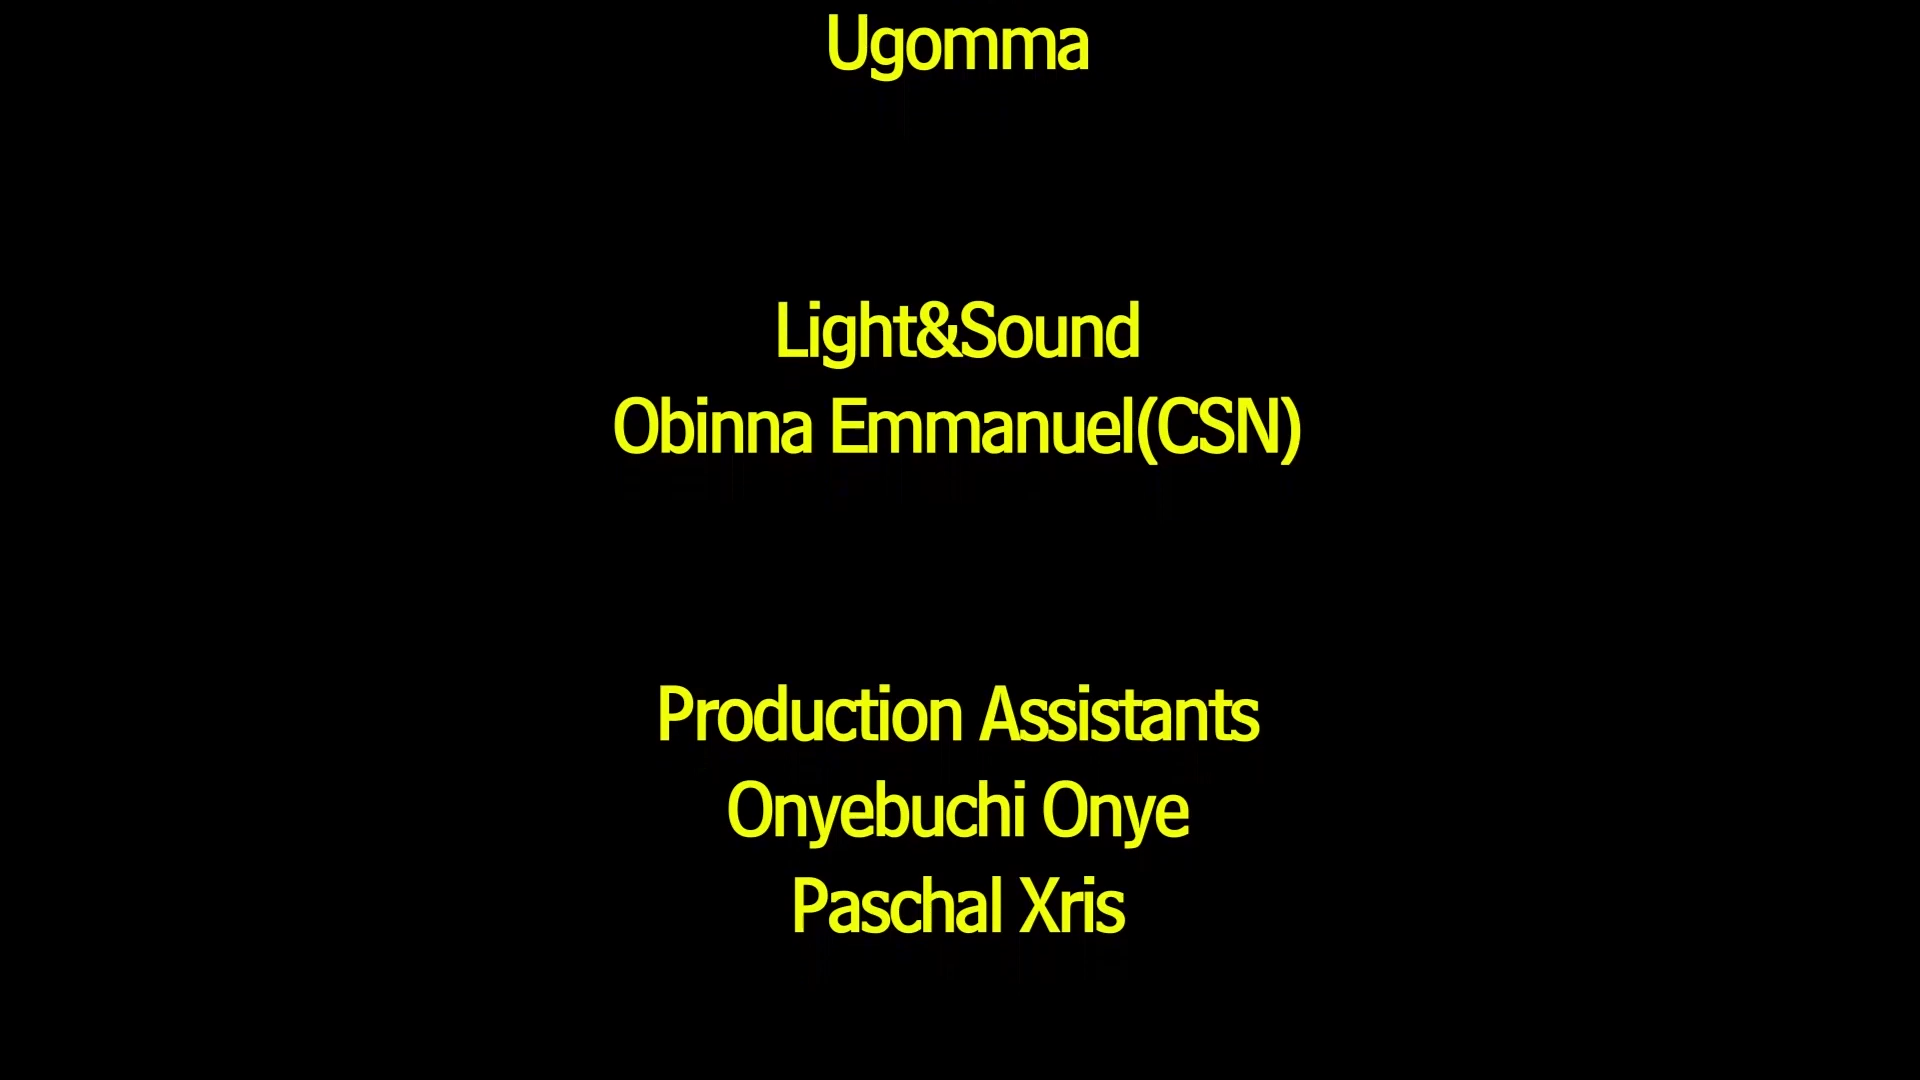 Ugomma
Light&Sound
Obinna Emmanuel(CSN)
Production Assistants
Onyebuchi Onye
Paschal Xris